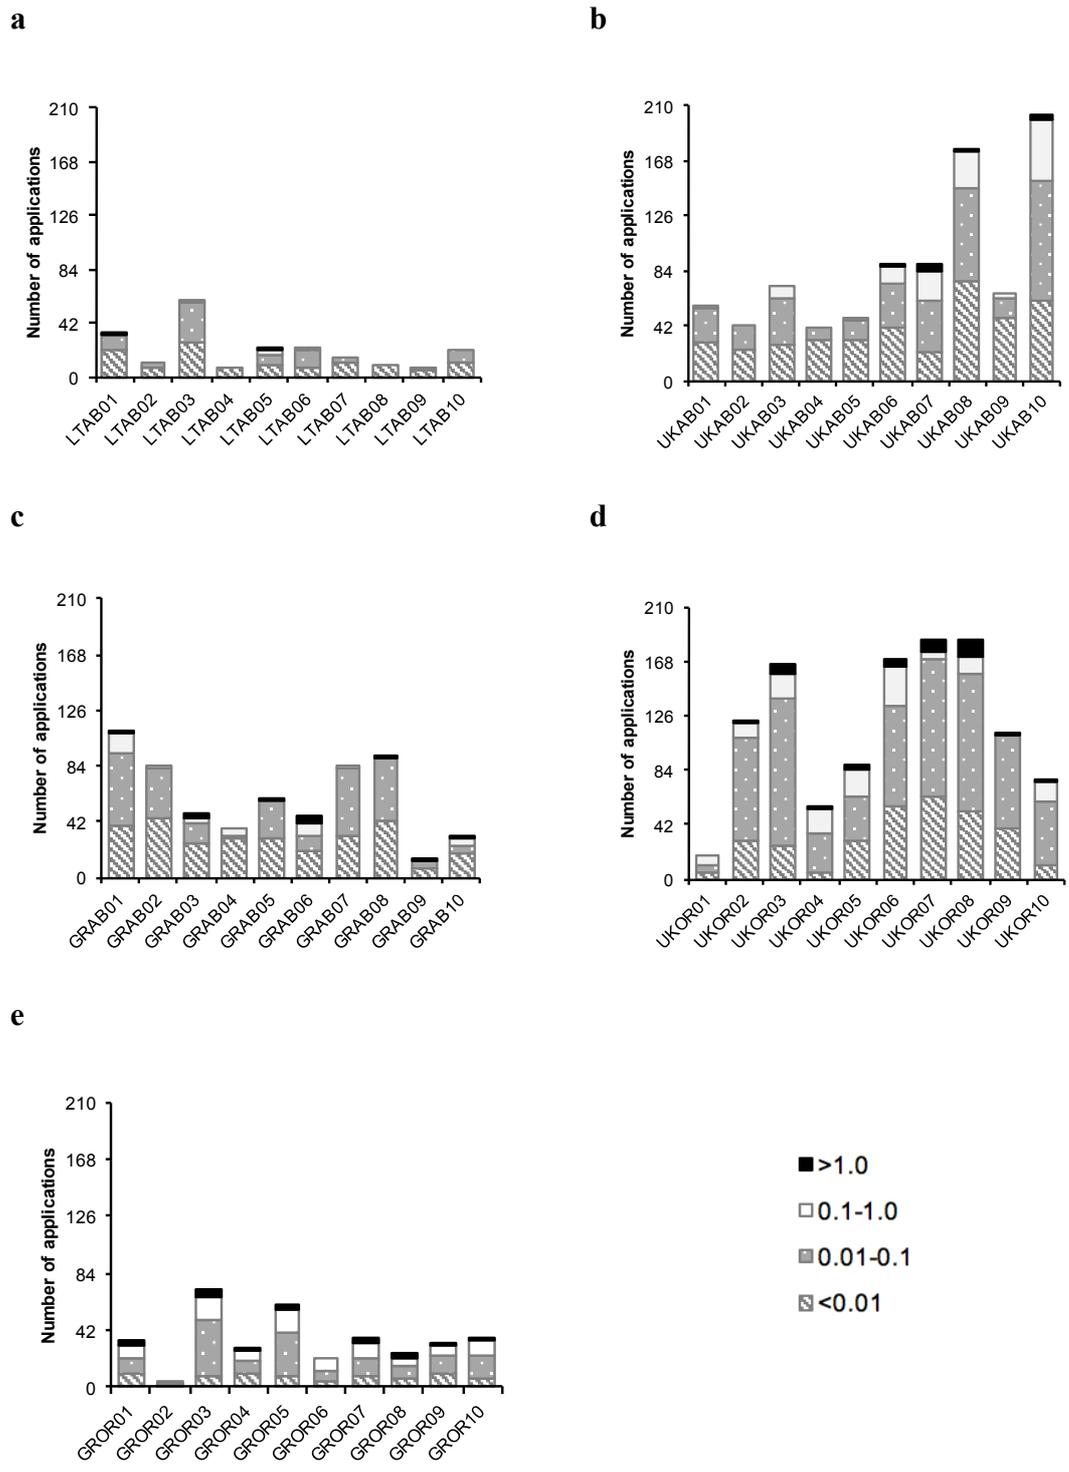 a
b
210
168
126
84
42
0
Number of applications
LTAB01
LTAB02
LTAB03
LTAB04
LTAB05
LTAB06
LTAB07
LTAB08
LTAB09
LTAB10
210
168
126
84
42
0
Number of applications
UKAB01
UKAB02
UKAB03
UKAB04
UKAB05
UKAB06
UKAB07
UKAB08
UKAB09
UKAB10
c
d
210
168
126
84
42
0
Number of applications
GRAB01
GRAB02
GRAB03
GRAB04
GRAB05
GRAB06
GRAB07
GRAB08
GRAB09
GRAB10
210
168
126
84
42
0
Number of applications
UKOR01
UKOR02
UKOR03
UKOR04
UKOR05
UKOR06
UKOR07
UKOR08
UKOR09
UKOR10
e
210
168
126
84
42
0
Number of applications
GROR01
GROR02
GROR03
GROR04
GROR05
GROR06
GROR07
GROR08
GROR09
GROR10
>1.0
0.1-1.0
0.01-0.1
<0.01